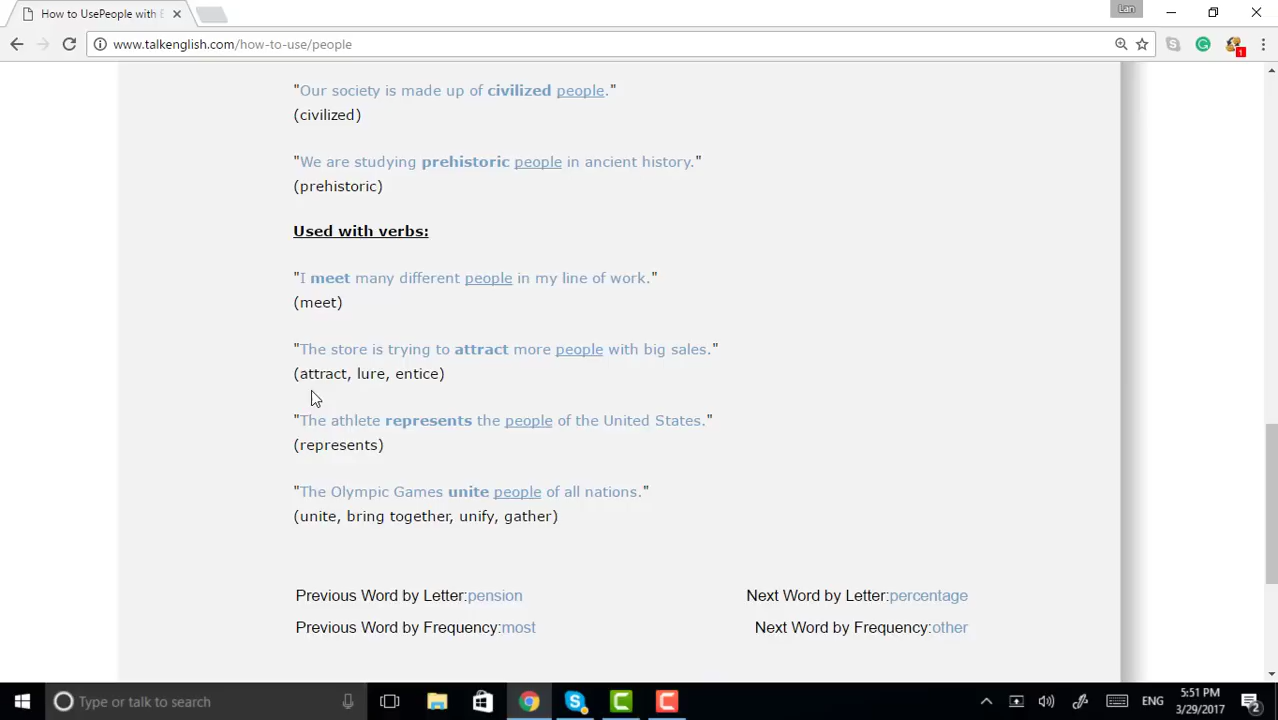 How to UsePeople with E
Lan
www.talkenglish.com/how-to-use/people
1
"Our society is made up of civilized people."
(civilized)
"We are studying prehistoric people in ancient history."
(prehistoric)
Used with verbs:
"I meet many different people in my line of work."
(meet)
"The store is trying to attract more people with big sales."
(attract, lure, entice)
"The athlete represents the people of the United States."
(represents)
"The Olympic Games unite people of all nations."
(unite, bring together, unify, gather)
Previous Word by Letter:pension Next Word by Letter:percentage
Previous Word by Frequency:most Next Word by Frequency:other
Type or talk to search
ENG
5:51 PM
3/29/2017
2